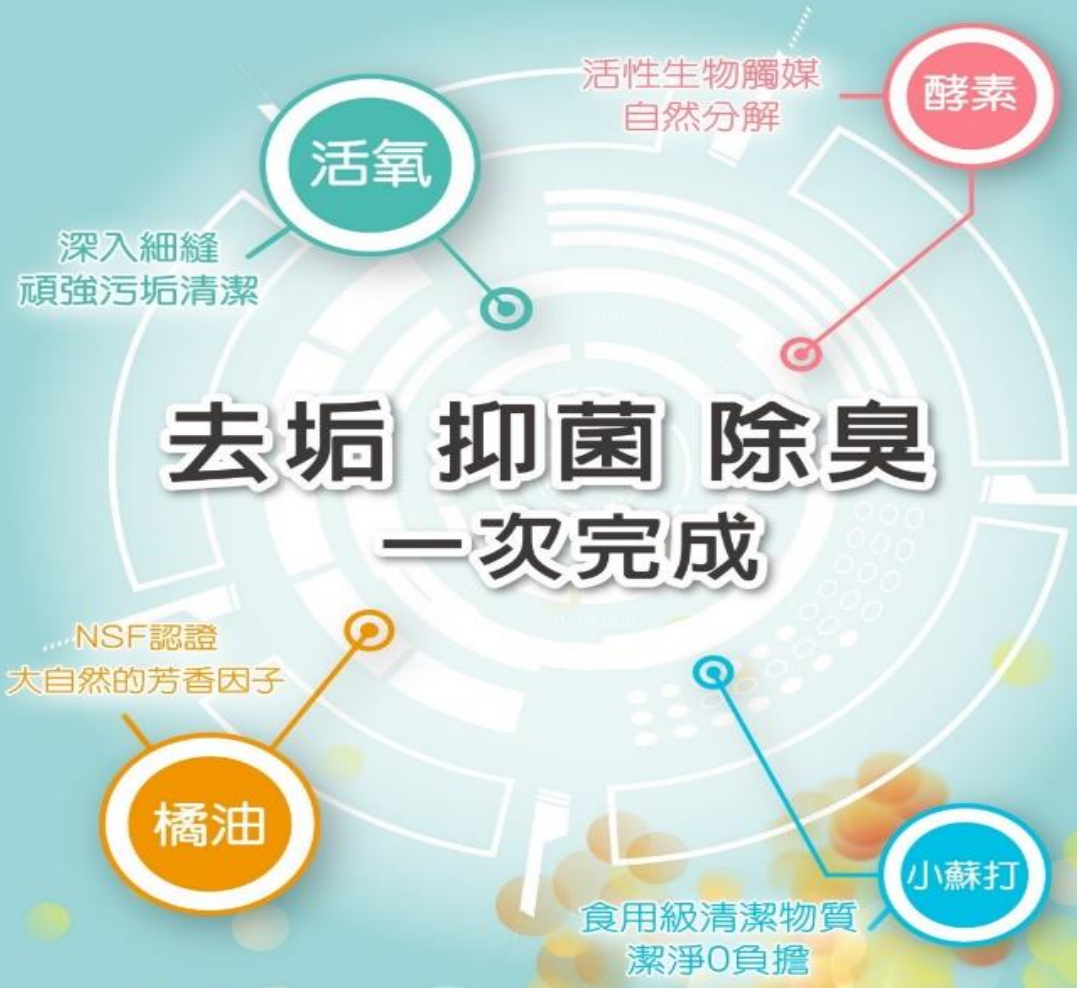 活氧
深入細縫
頑強污垢清潔
酵素
活性生物觸媒
自然分解
去垢 抑菌 除臭
一次完成
NSF認證
大自然的芳香因子
橘油
小蘇打
食用級清潔物質
潔淨0負擔